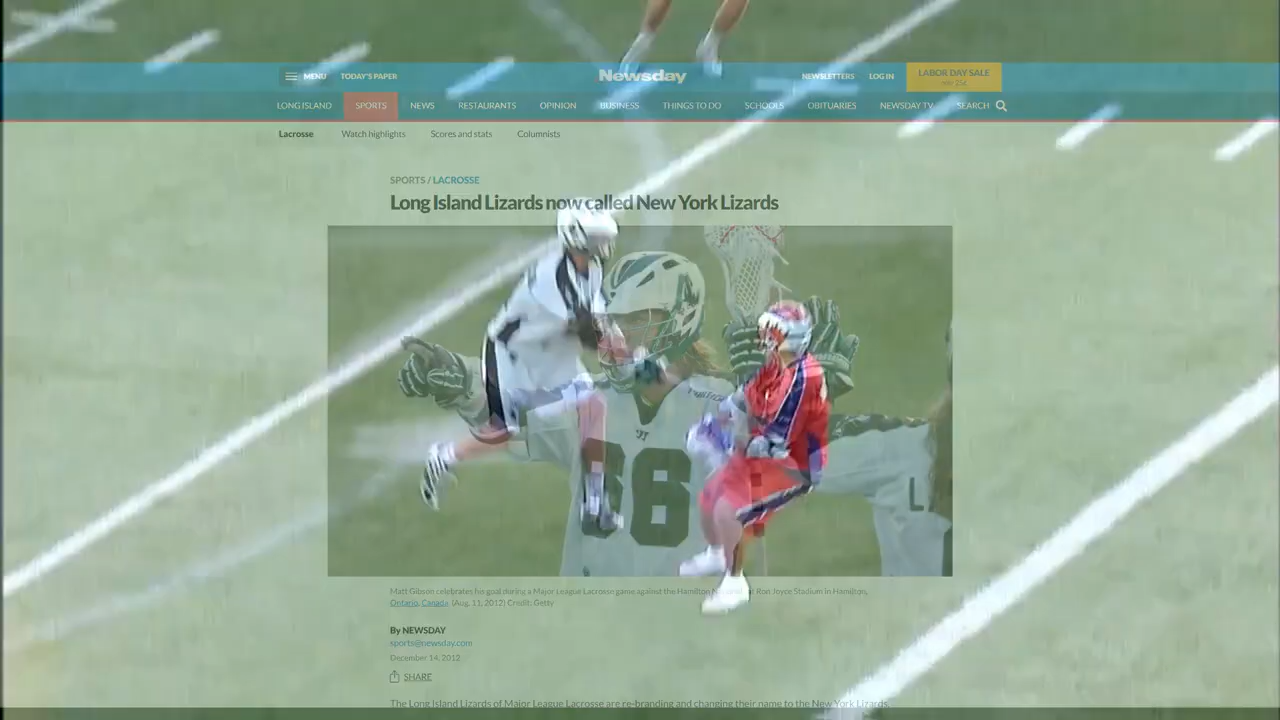 MENU
TODAY'S PAPER
Newsday
NEWSLETTERS
LOG IN
LABOR DAY SALE
LONG ISLAND
SPORTS
NEWS
RESTAURANTS
OPINION
BUSINESS
THINGS TO DO
SCHOOLS
OBITUARIES
NEWSDAY TV
SEARCH
Lacrosse
Watch highlights
Scores and stats
Columnists
SPORTS / LACROSSE
Long Island Lizards now called New York Lizards
66
Matt Gibson celebrates his goal during a Major League Lacrosse game against the Hamilton at Ron Joyce Stadium in Hamilton,
Ontario, Canada. (Aug. 11, 2012) Credit: Getty
By NEWSDAY
sports@newsday.com
December 14, 2012
SHARE
The Long Island Lizards of Major League Lacrosse are re-branding and changing their name to the New York Lizards.